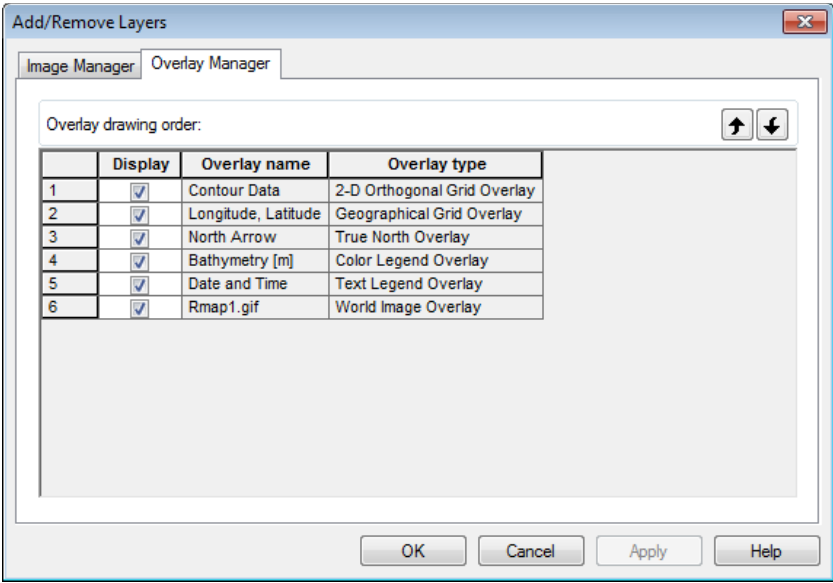 Add/Remove Layers
Image Manager Overlay Manager
Overlay drawing order:
Display Overlay name Overlay type
1 Contour Data 2-D Orthogonal Grid Overlay
2 Longitude, Latitude Geographical Grid Overlay
3 North Arrow True North Overlay
4 Bathymetry [m] Color Legend Overlay
5 Date and Time Text Legend Overlay
6 Rmap1.gif World Image Overlay
OK Cancel Apply Help